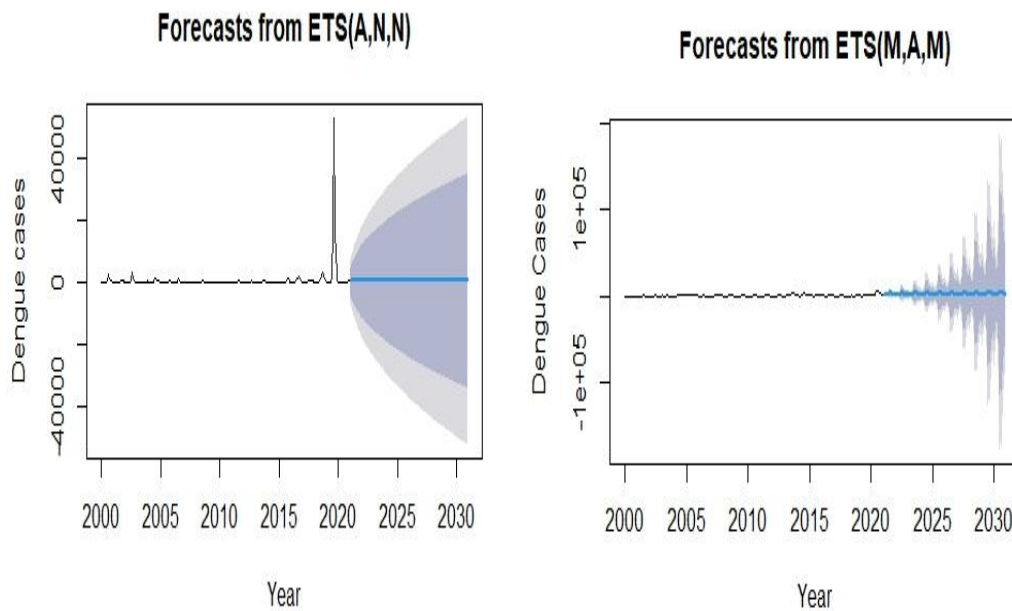 Forecasts from ETS(A,N,N)
Dengue cases
40000
0
-40000
2000 2005 2010 2015 2020 2025 2030
Year
Forecasts from ETS(M,A,M)
Dengue Cases
1e+05
-1e+05
2000 2005 2010 2015 2020 2025 2030
Year